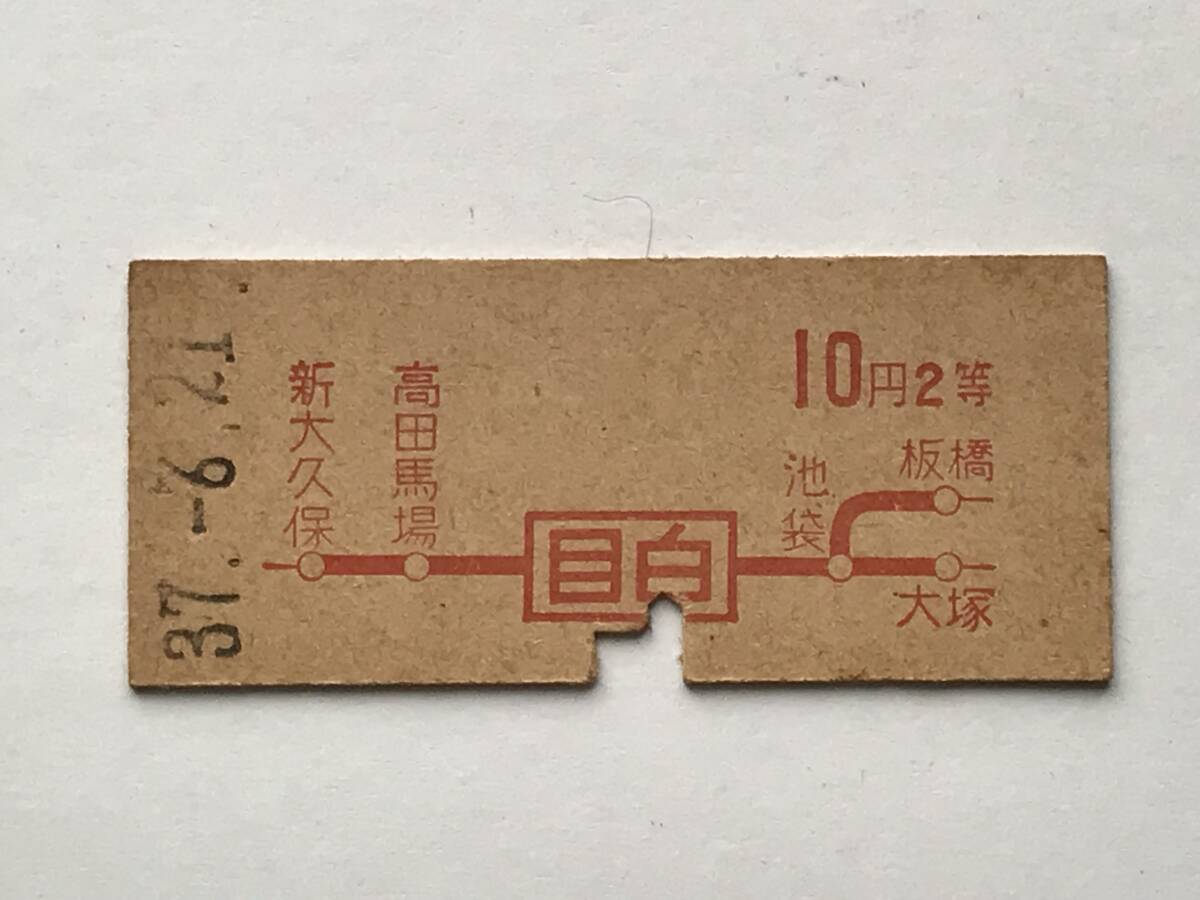 37.-6.21.
10円2等
新大久保
高田馬場
目白
池袋
板橋
大塚